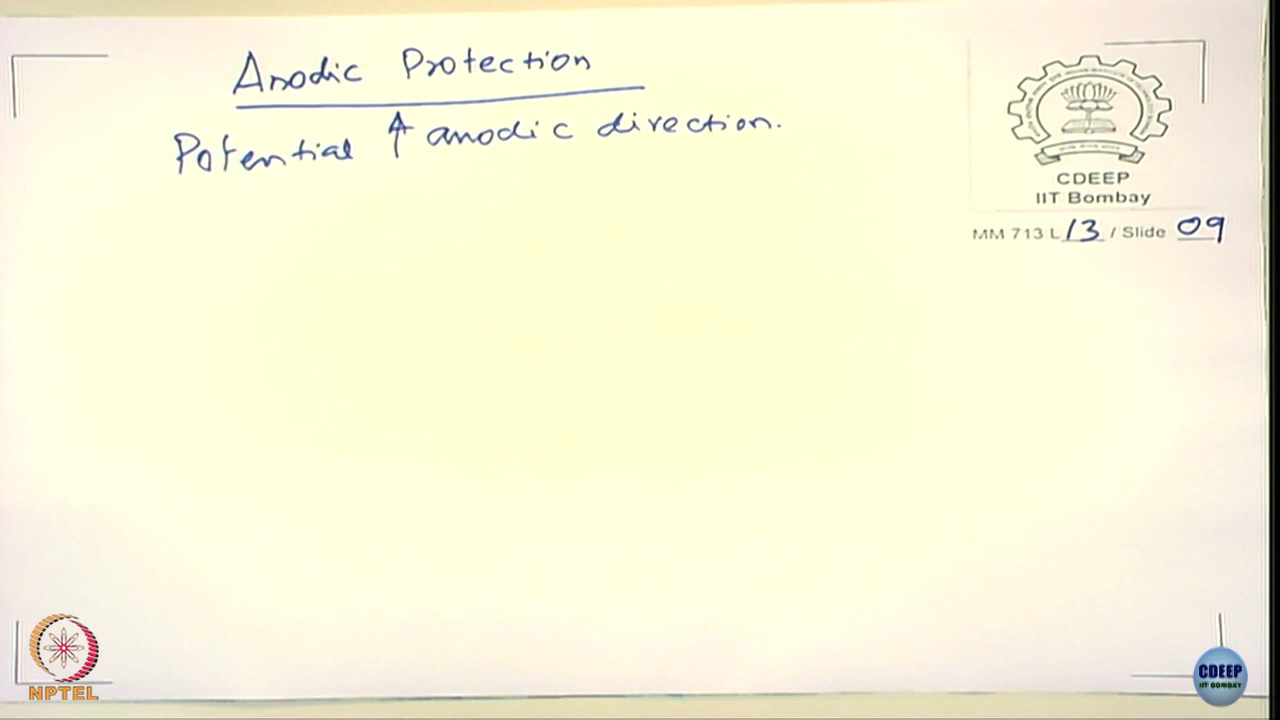 Anodic Protection
Potential ↑ anodic direction.
CDEEP
IIT Bombay
MM 713 L 13 / Slide 09
NPTEL
CDEEP
IIT BOMBAY